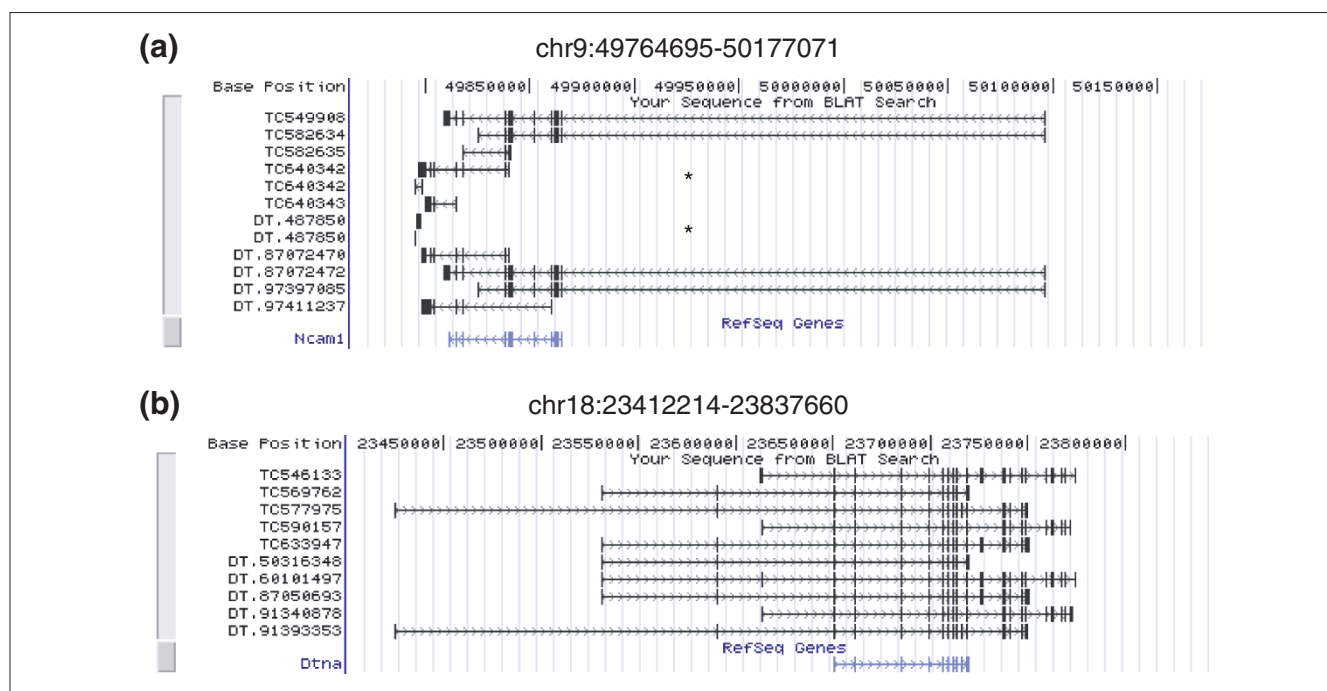 (a)
chr9:49764695-50177071
Base Position | 49850000| 49900000| 49950000| 50000000| 50050000| 50100000| 50150000|
Your Sequence from BLAT Search
TC549908
TC582634
TC582635
TC640342
*
TC640342
TC640343
DT.487850
*
DT.487850
DT.87072470
DT.87072472
DT.97397085
DT.97411237
RefSeq Genes
Ncam1
(b)
chr18:23412214-23837660
Base Position 23450000| 23500000| 23550000| 23600000| 23650000| 23700000| 23750000| 23800000|
Your Sequence from BLAT Search
TC546133
TC569762
TC577975
TC590157
TC633947
DT.50316348
DT.60101497
DT.87050693
DT.91340878
DT.91393353
RefSeq Genes
Dtna